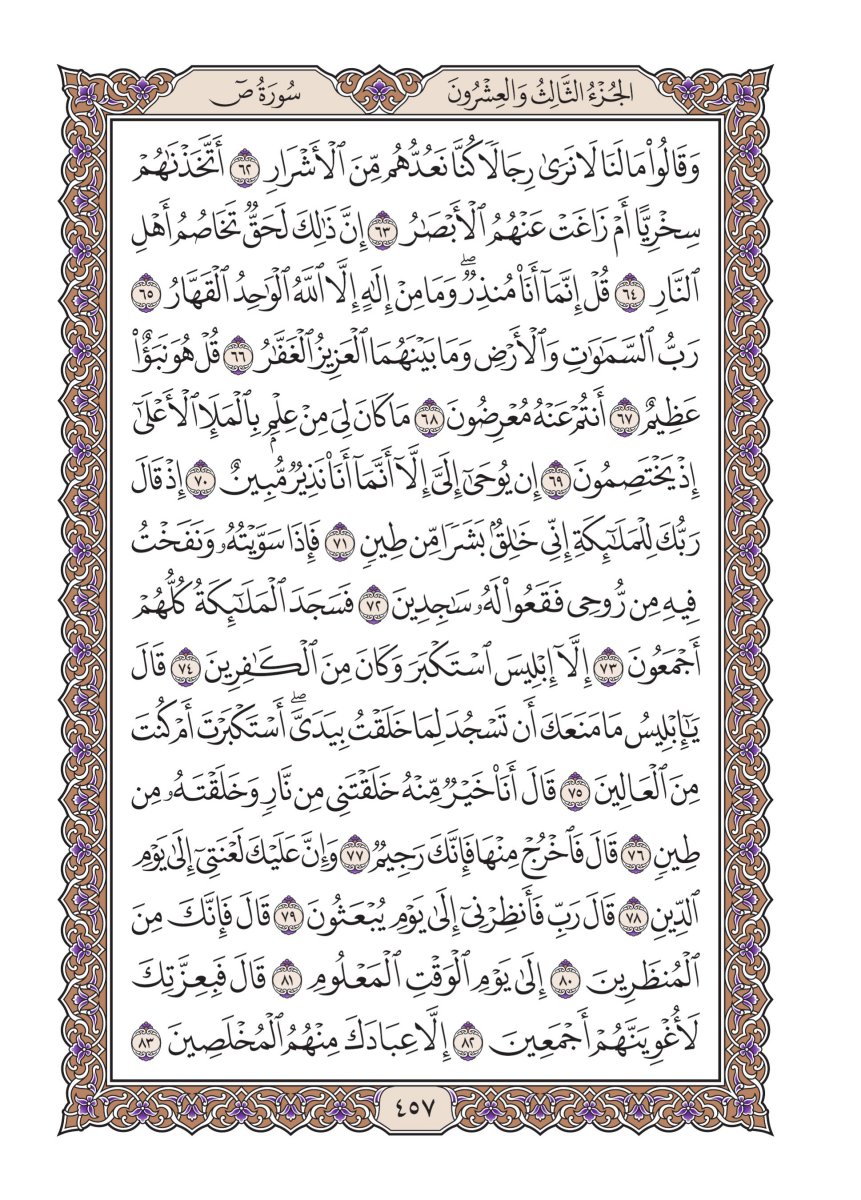 الجُزْءُ الثَّالِثُ وَالعِشْرُونَ
سُورَةُ صٓ
وَقَالُواْ مَا لَنَا لَا نَرَىٰ رِجَالٗا كُنَّا نَعُدُّهُم مِّنَ ٱلۡأَشۡرَارِ ٦٢ أَتَّخَذۡنَٰهُمۡ
سِخۡرِيًّا أَمۡ زَاغَتۡ عَنۡهُمُ ٱلۡأَبۡصَٰرُ ٦٣ إِنَّ ذَٰلِكَ لَحَقّٞ تَخَاصُمُ أَهۡلِ
ٱلنَّارِ ٦٤ قُلۡ إِنَّمَآ أَنَا۠ مُنذِرٞۖ وَمَا مِنۡ إِلَٰهٍ إِلَّا ٱللَّهُ ٱلۡوَٰحِدُ ٱلۡقَهَّارُ ٦٥
رَبُّ ٱلسَّمَٰوَٰتِ وَٱلۡأَرۡضِ وَمَا بَيۡنَهُمَا ٱلۡعَزِيزُ ٱلۡغَفَّٰرُ ٦٦ قُلۡ هُوَ نَبَؤٌاْ
عَظِيمٌ ٦٧ أَنتُمۡ عَنۡهُ مُعۡرِضُونَ ٦٨ مَا كَانَ لِيَ مِنۡ عِلۡمِۭ بِٱلۡمَلَإِ ٱلۡأَعۡلَىٰٓ
إِذۡ يَخۡتَصِمُونَ ٦٩ إِن يُوحَىٰٓ إِلَيَّ إِلَّآ أَنَّمَآ أَنَا۠ نَذِيرٞ مُّبِينٌ ٧٠ إِذۡ قَالَ
رَبُّكَ لِلۡمَلَٰٓئِكَةِ إِنِّي خَٰلِقُۢ بَشَرٗا مِّن طِينٖ ٧١ فَإِذَا سَوَّيۡتُهُۥ وَنَفَخۡتُ
فِيهِ مِن رُّوحِي فَقَعُواْ لَهُۥ سَٰجِدِينَ ٧٢ فَسَجَدَ ٱلۡمَلَٰٓئِكَةُ كُلُّهُمۡ
أَجۡمَعُونَ ٧٣ إِلَّآ إِبۡلِيسَ ٱسۡتَكۡبَرَ وَكَانَ مِنَ ٱلۡكَٰفِرِينَ ٧٤ قَالَ
يَٰٓإِبۡلِيسُ مَا مَنَعَكَ أَن تَسۡجُدَ لِمَا خَلَقۡتُ بِيَدَيَّۖ أَسۡتَكۡبَرۡتَ أَمۡ كُنتَ
مِنَ ٱلۡعَالِينَ ٧٥ قَالَ أَنَا۠ خَيۡرٞ مِّنۡهُ خَلَقۡتَنِي مِن نَّارٖ وَخَلَقۡتَهُۥ مِن
طِينٖ ٧٦ قَالَ فَٱخۡرُجۡ مِنۡهَا فَإِنَّكَ رَجِيمٞ ٧٧ وَإِنَّ عَلَيۡكَ لَعۡنَتِيٓ إِلَىٰ يَوۡمِ
ٱلدِّينِ ٧٨ قَالَ رَبِّ فَأَنظِرۡنِيٓ إِلَىٰ يَوۡمِ يُبۡعَثُونَ ٧٩ قَالَ فَإِنَّكَ مِنَ
ٱلۡمُنظَرِينَ ٨٠ إِلَىٰ يَوۡمِ ٱلۡوَقۡتِ ٱلۡمَعۡلُومِ ٨١ قَالَ فَبِعِزَّتِكَ
لَأُغۡوِيَنَّهُمۡ أَجۡمَعِينَ ٨٢ إِلَّا عِبَادَكَ مِنۡهُمُ ٱلۡمُخۡلَصِينَ ٨٣
٤٥٧